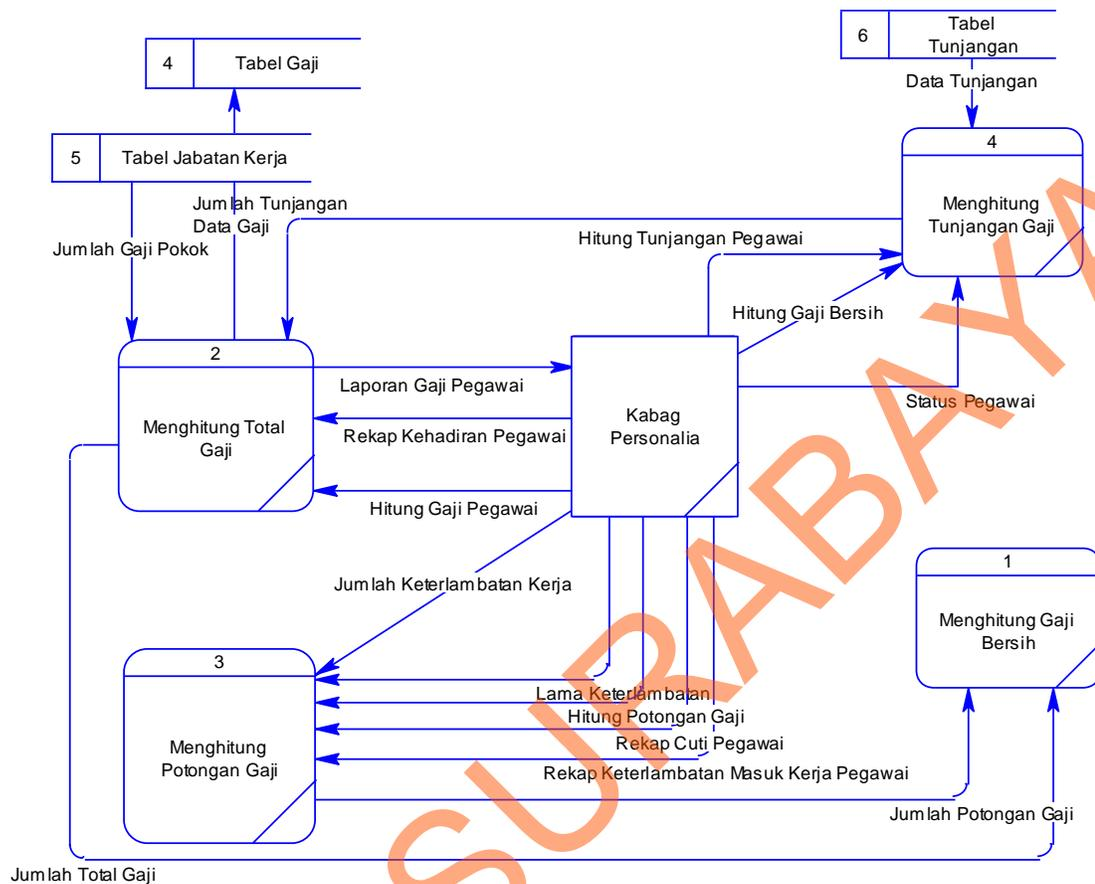 6
Tabel
Tunjangan
4
Tabel Gaji
Data Tunjangan
5
Tabel Jabatan Kerja
4
Menghitung
Tunjangan Gaji
Jumlah Tunjangan
Data Gaji
Jumlah Gaji Pokok
Hitung Tunjangan Pegawai
Hitung Gaji Bersih
2
Menghitung Total
Gaji
Laporan Gaji Pegawai
Rekap Kehadiran Pegawai
Hitung Gaji Pegawai
Kabag
Personalia
Status Pegawai
Jumlah Keterlambatan Kerja
1
Menghitung Gaji
Bersih
3
Menghitung
Potongan Gaji
Lama Keterlambatan
Hitung Potongan Gaji
Rekap Cuti Pegawai
Rekap Keterlambatan Masuk Kerja Pegawai
Jumlah Potongan Gaji
Jumlah Total Gaji
SURABAYA